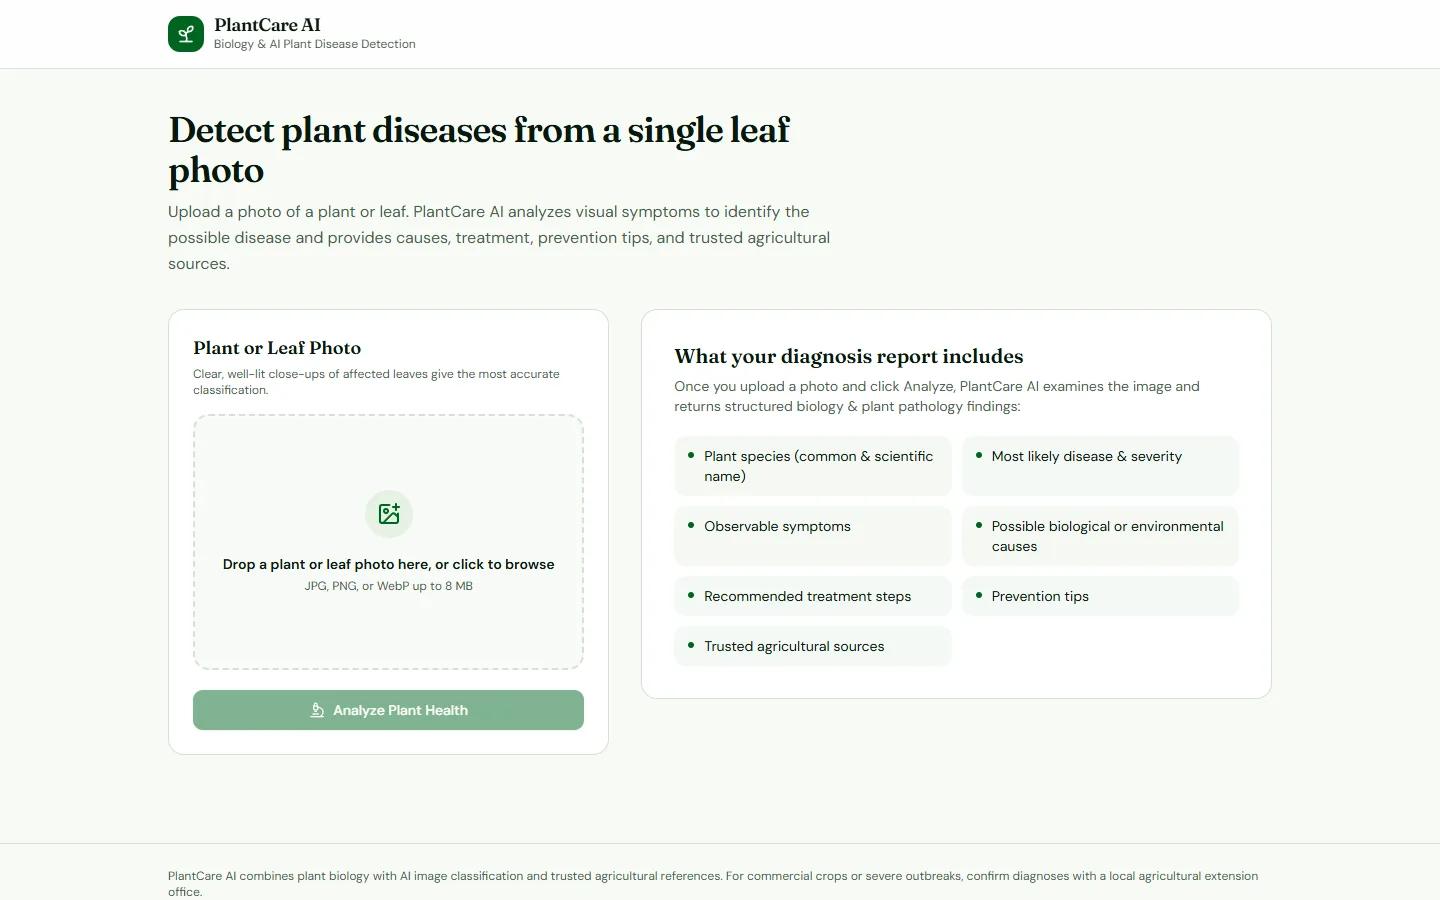 PlantCare AI
Biology & AI Plant Disease Detection
Detect plant diseases from a single leaf
photo
Upload a photo of a plant or leaf. PlantCare AI analyzes visual symptoms to identify the
possible disease and provides causes, treatment, prevention tips, and trusted agricultural
sources.
Plant or Leaf Photo
Clear, well-lit close-ups of affected leaves give the most accurate
classification.
Drop a plant or leaf photo here, or click to browse
JPG, PNG, or WebP up to 8 MB
Analyze Plant Health
What your diagnosis report includes
Once you upload a photo and click Analyze, PlantCare AI examines the image and
returns structured biology & plant pathology findings:
Plant species (common & scientific
name)
Most likely disease & severity
Observable symptoms
Possible biological or environmental
causes
Recommended treatment steps
Prevention tips
Trusted agricultural sources
PlantCare AI combines plant biology with AI image classification and trusted agricultural references. For commercial crops or severe outbreaks, confirm diagnoses with a local agricultural extension
office.